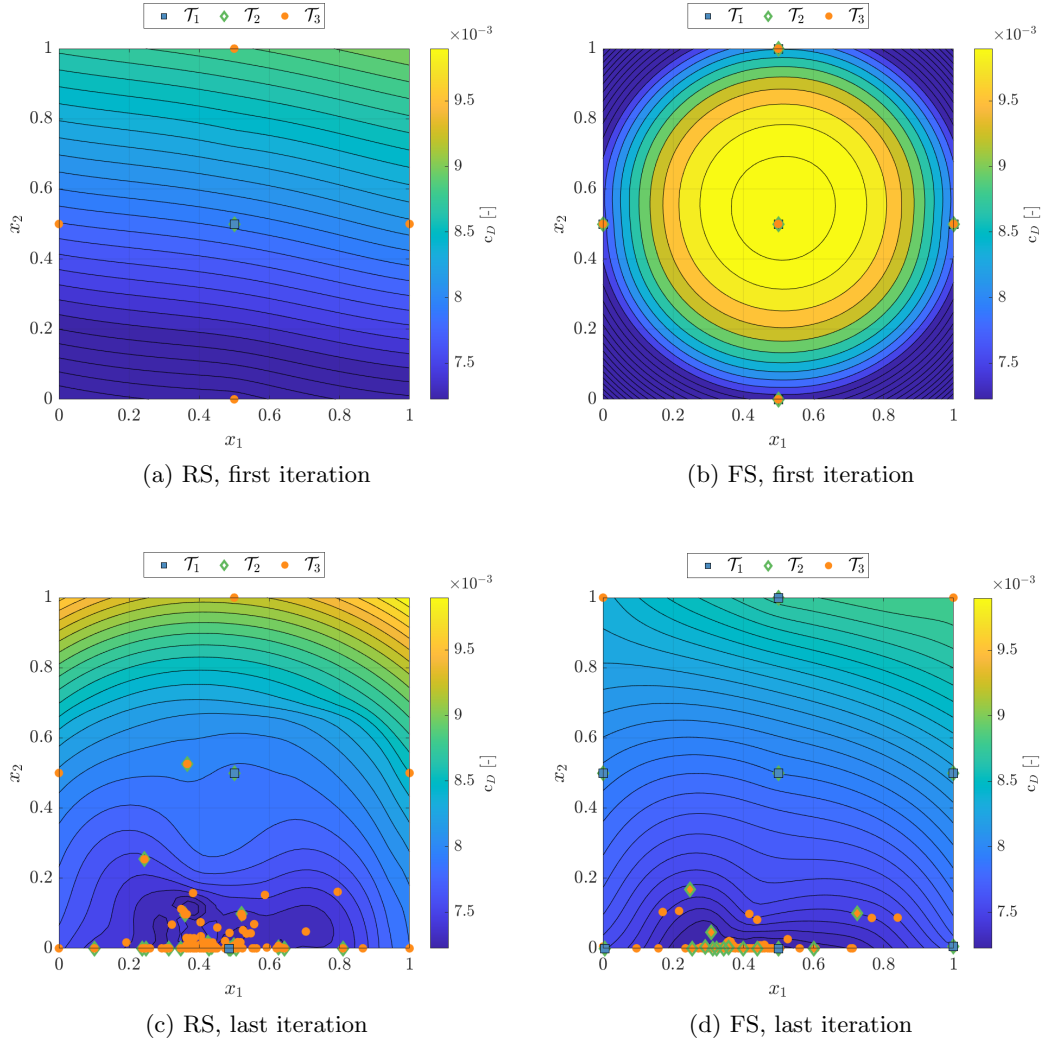 𝒯₁ 𝒯₂ 𝒯₃
×10⁻³
1
0.8
0.6
0.4
0.2
0
0 0.2 0.4 0.6 0.8 1
x₂
x₁
9.5
9
8.5
8
7.5
c_D [-]
(a) RS, first iteration
𝒯₁ 𝒯₂ 𝒯₃
×10⁻³
1
0.8
0.6
0.4
0.2
0
0 0.2 0.4 0.6 0.8 1
x₂
x₁
9.5
9
8.5
8
7.5
c_D [-]
(b) FS, first iteration
𝒯₁ 𝒯₂ 𝒯₃
×10⁻³
1
0.8
0.6
0.4
0.2
0
0 0.2 0.4 0.6 0.8 1
x₂
x₁
9.5
9
8.5
8
7.5
c_D [-]
(c) RS, last iteration
𝒯₁ 𝒯₂ 𝒯₃
×10⁻³
1
0.8
0.6
0.4
0.2
0
0 0.2 0.4 0.6 0.8 1
x₂
x₁
9.5
9
8.5
8
7.5
c_D [-]
(d) FS, last iteration